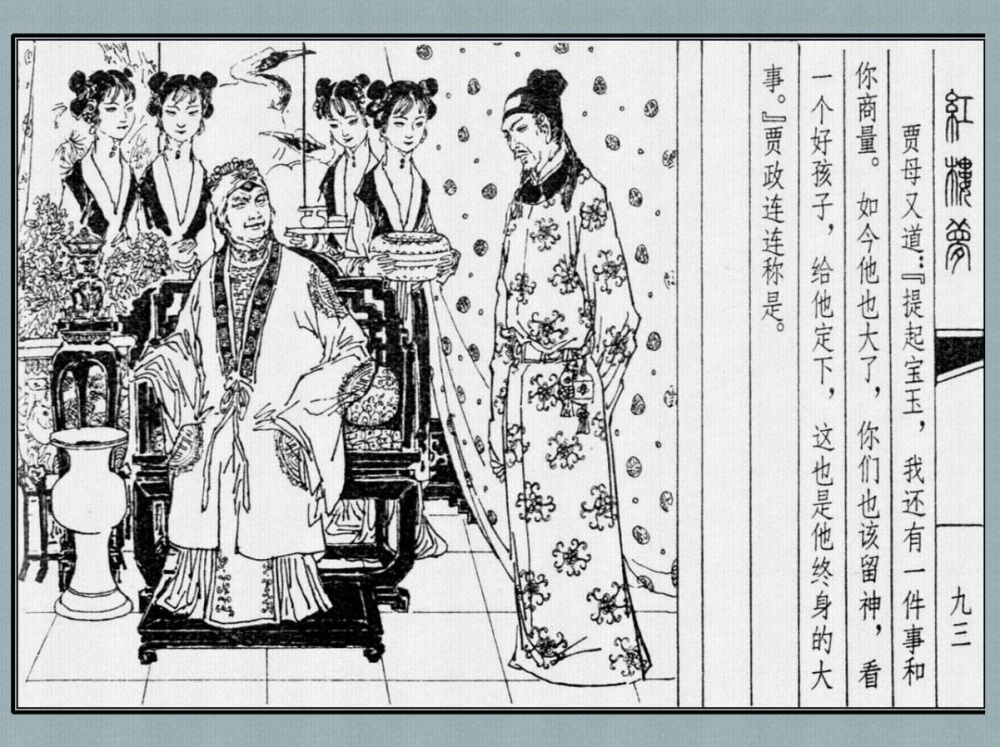 紅樓夢
九三
贾母又道：『提起宝玉，我还有一件事和
你商量。如今他也大了，你们也该留神，看
一个好孩子，给他定下，这也是他终身的大
事。』贾政连连称是。